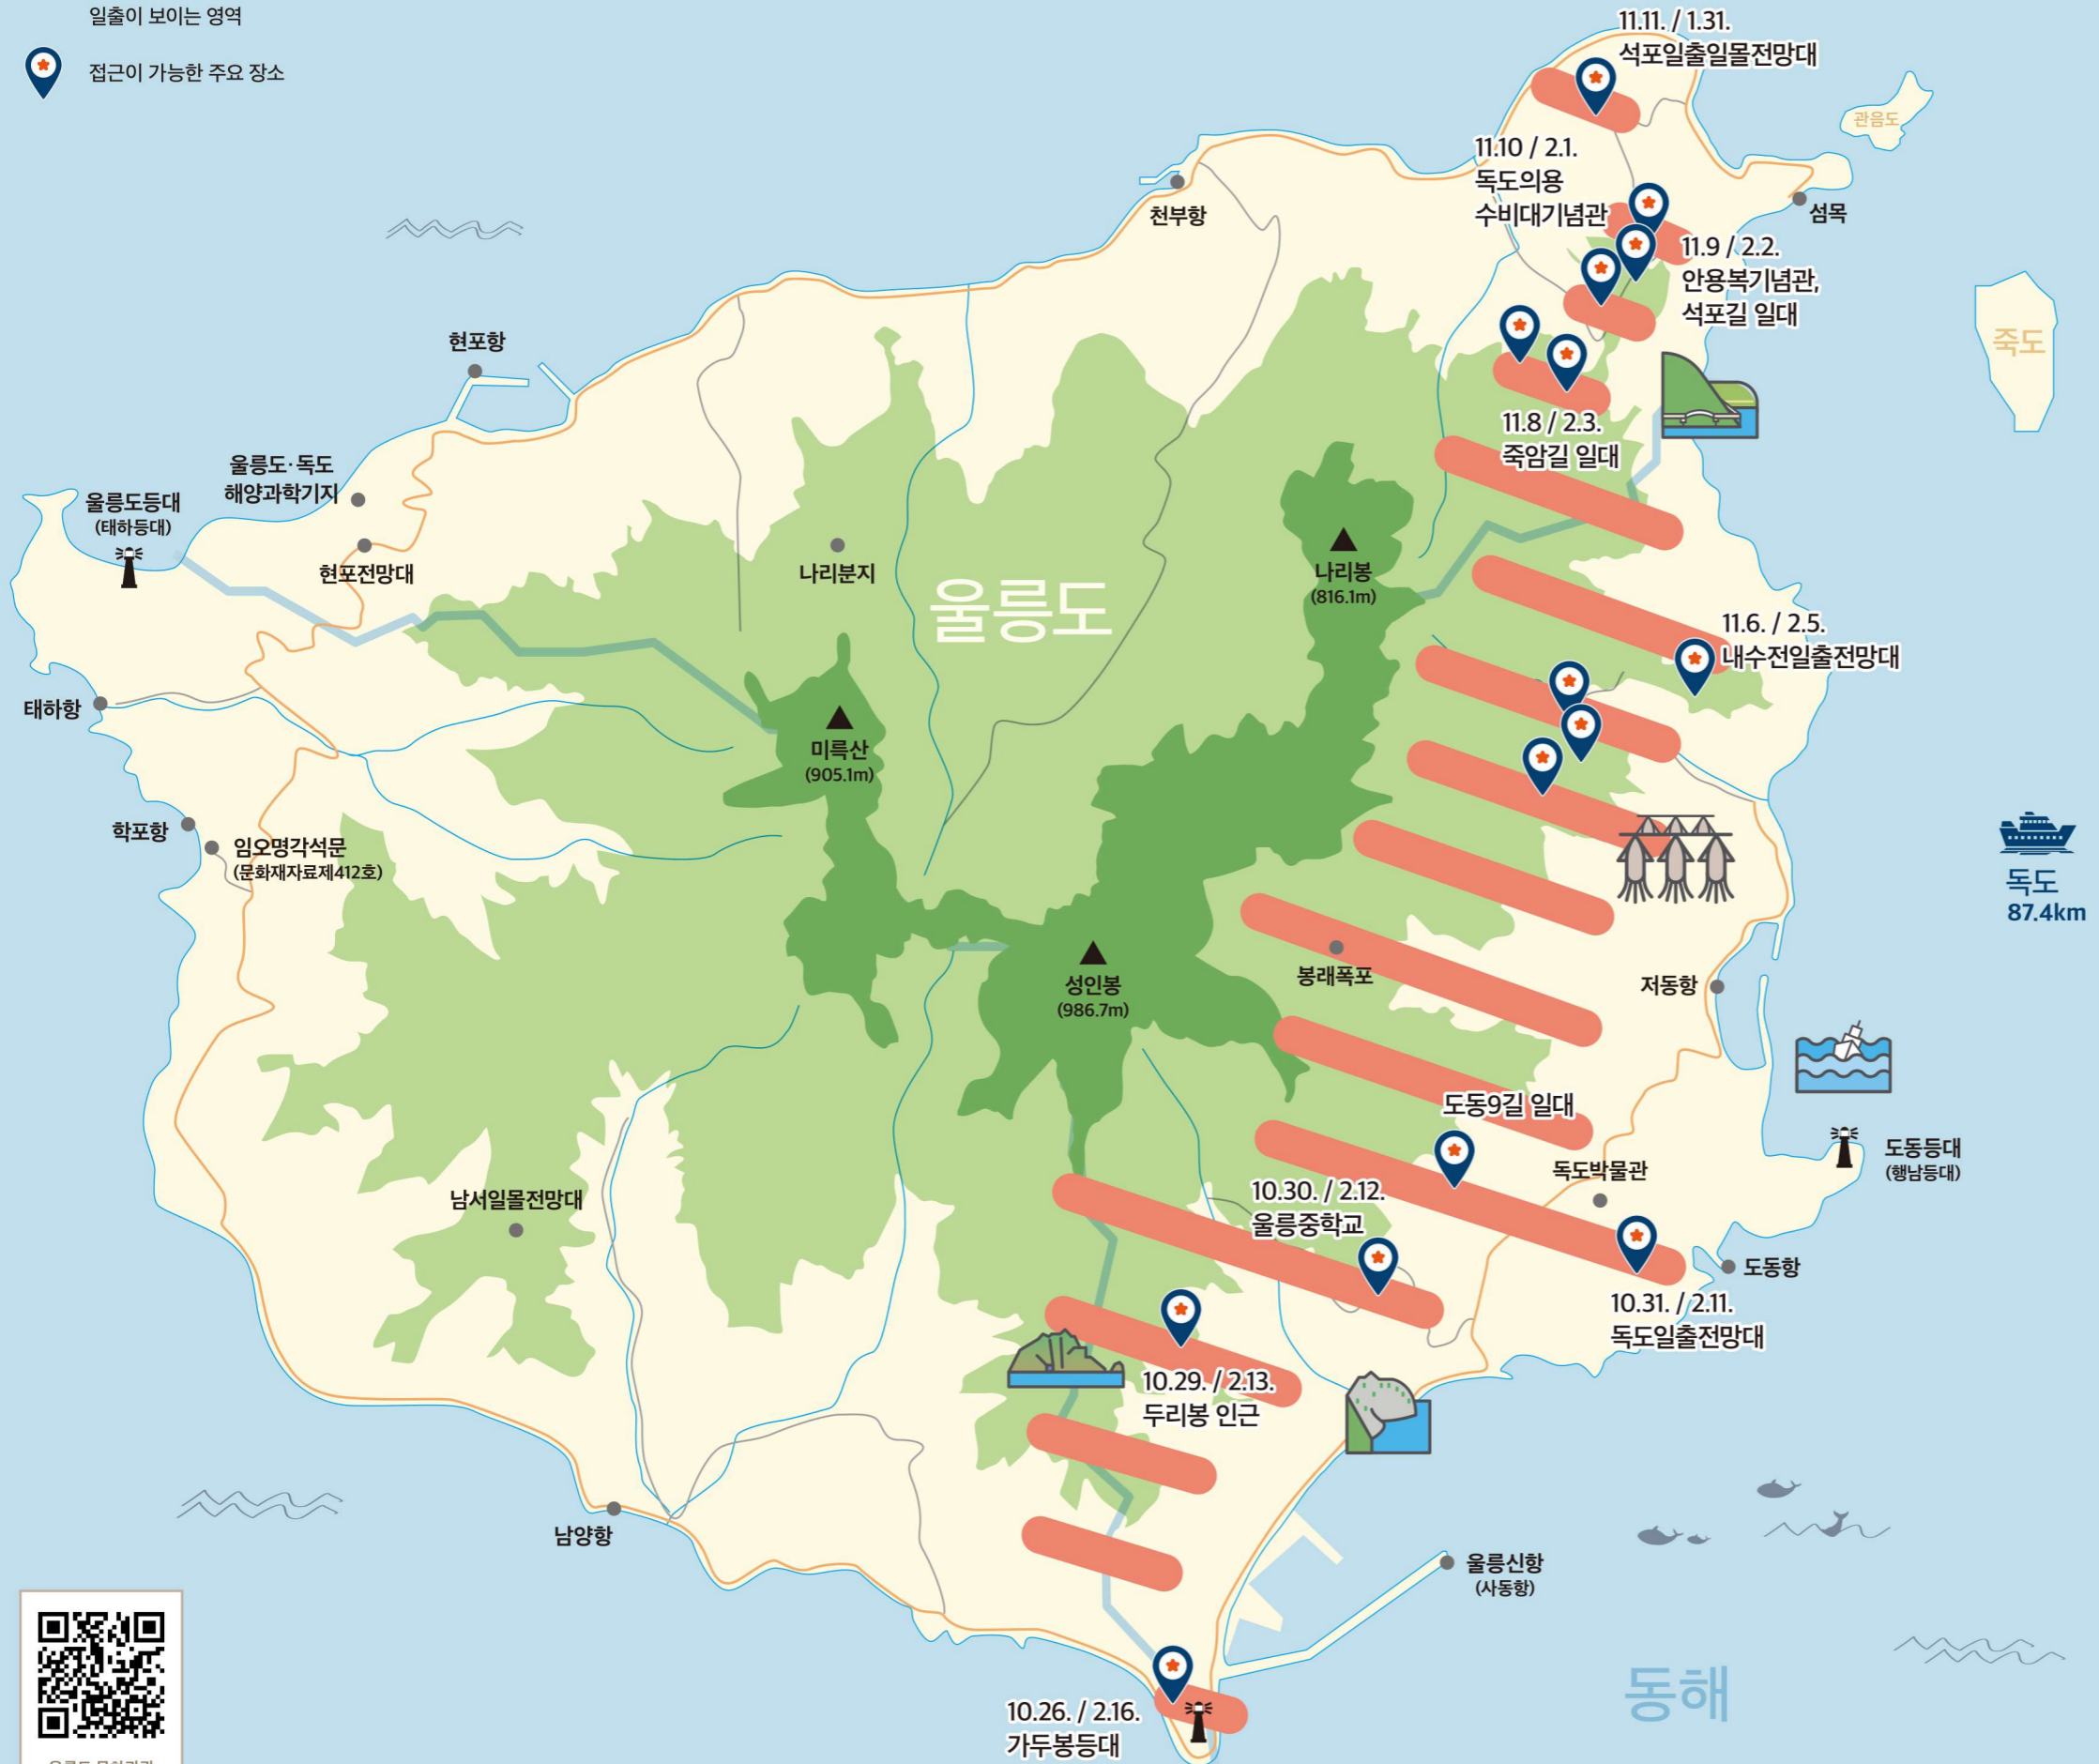 일출이 보이는 영역
접근이 가능한 주요 장소
11.11. / 1.31.
석포일출일몰전망대
관음도
11.10 / 2.1.
독도의용
수비대기념관
천부항
섬목
11.9 / 2.2.
안용복기념관,
석포길 일대
죽도
현포항
11.8 / 2.3.
죽암길 일대
울릉도·독도
해양과학기지
울릉도등대
(태하등대)
현포전망대
나리분지
울릉도
나리봉
(816.1m)
11.6. / 2.5.
내수전일출전망대
태하항
미륵산
(905.1m)
학포항
임오명각석문
(문화재자료제412호)
독도
87.4km
봉래폭포
저동항
성인봉
(986.7m)
도동9길 일대
도동등대
(행남등대)
독도박물관
남서일몰전망대
10.30. / 2.12.
울릉중학교
도동항
10.31. / 2.11.
독도일출전망대
10.29. / 2.13.
두리봉 인근
남양항
울릉신항
(사동항)
동해
10.26. / 2.16.
가두봉등대